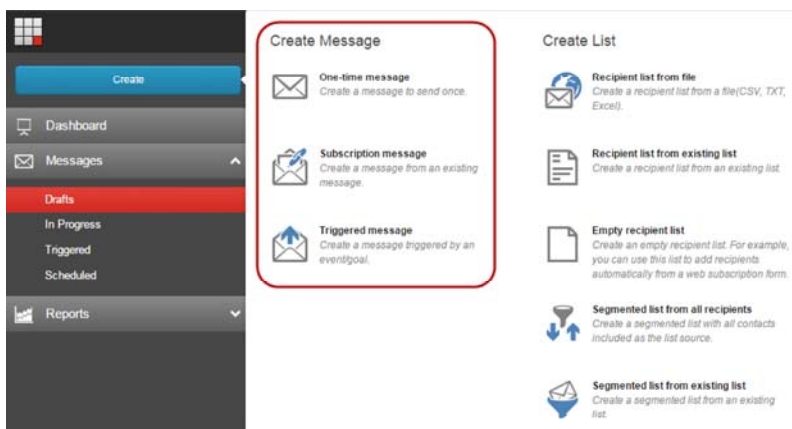 Create
Dashboard
Messages
Drafts
In Progress
Triggered
Scheduled
Reports
Create Message
One-time message
Create a message to send once.
Subscription message
Create a message from an existing
message.
Triggered message
Create a message triggered by an
event/goal.
Create List
Recipient list from file
Create a recipient list from a file(CSV, TXT,
Excel).
Recipient list from existing list
Create a recipient list from an existing list.
Empty recipient list
Create an empty recipient list. For example,
you can use this list to add recipients
automatically from a web subscription form.
Segmented list from all recipients
Create a segmented list with all contacts
included as the list source.
Segmented list from existing list
Create a segmented list from an existing
list.